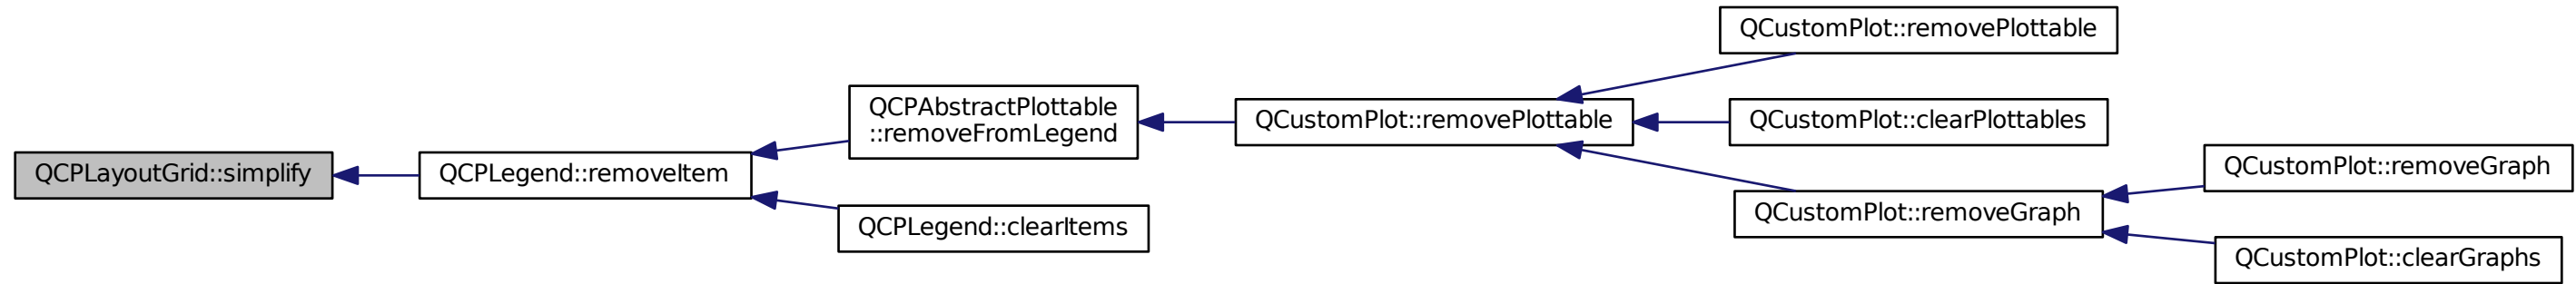 QCPLayoutGrid::simplify
QCPLegend::removeItem
QCPAbstractPlottable
::removeFromLegend
QCPLegend::clearItems
QCustomPlot::removePlottable
QCustomPlot::removePlottable
QCustomPlot::clearPlottables
QCustomPlot::removeGraph
QCustomPlot::removeGraph
QCustomPlot::clearGraphs